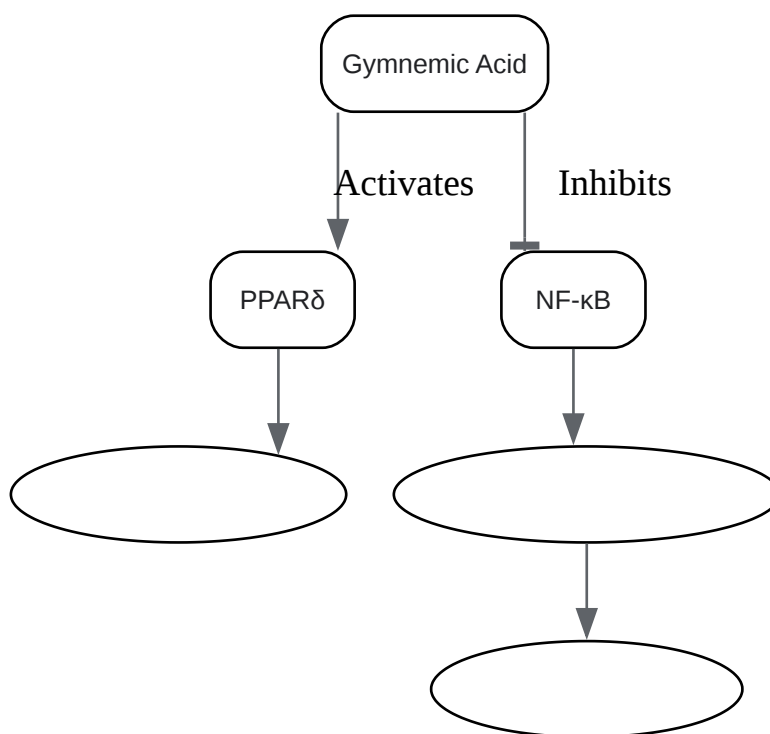 Gymnemic Acid
Activates
Inhibits
PPARδ
NF-κB